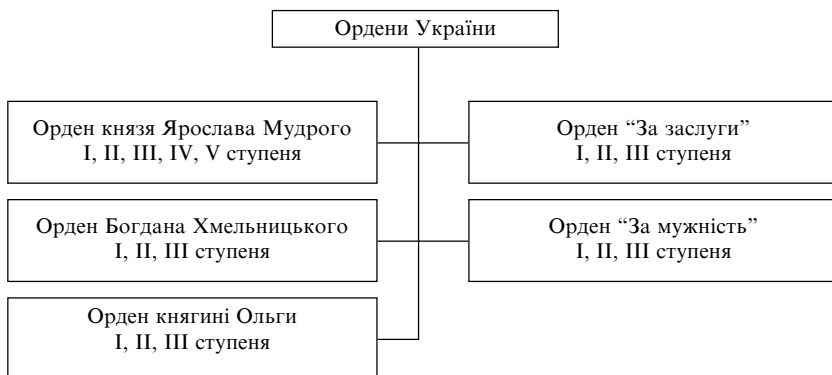 Ордени України
Орден князя Ярослава Мудрого
I, II, III, IV, V ступеня
Орден “За заслуги”
I, II, III ступеня
Орден Богдана Хмельницького
I, II, III ступеня
Орден “За мужність”
I, II, III ступеня
Орден княгині Ольги
I, II, III ступеня